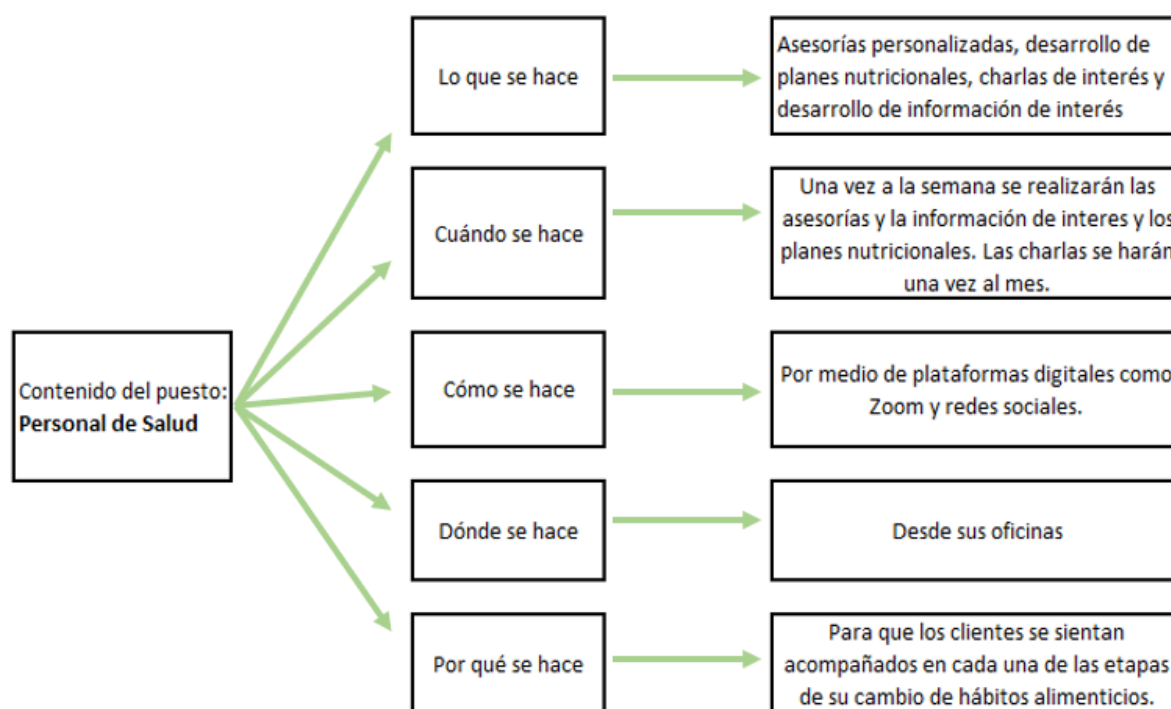 Contenido del puesto:
Personal de Salud
Lo que se hace
Asesorías personalizadas, desarrollo de
planes nutricionales, charlas de interés y
desarrollo de información de interés
Cuándo se hace
Una vez a la semana se realizarán las
asesorías y la información de interes y los
planes nutricionales. Las charlas se harán
una vez al mes.
Cómo se hace
Por medio de plataformas digitales como
Zoom y redes sociales.
Dónde se hace
Desde sus oficinas
Por qué se hace
Para que los clientes se sientan
acompañados en cada una de las etapas
de su cambio de hábitos alimenticios.